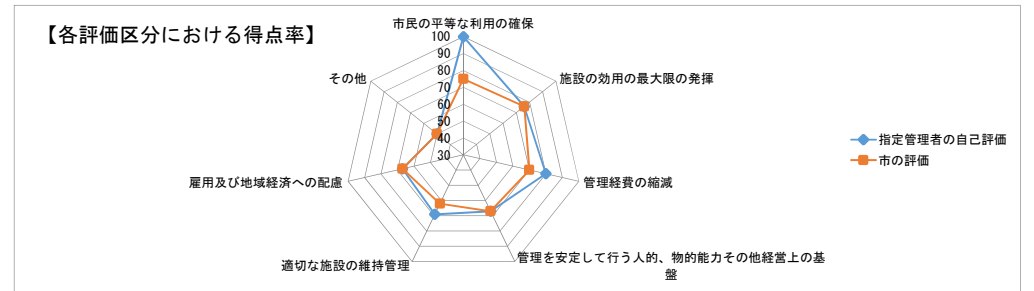 【各評価区分における得点率】
市民の平等な利用の確保
100
90
80
70
60
50
40
30
施設の効用の最大限の発揮
管理経費の縮減
管理を安定して行う人的、物的能力その他経営上の基
盤
適切な施設の維持管理
雇用及び地域経済への配慮
その他
指定管理者の自己評価
市の評価